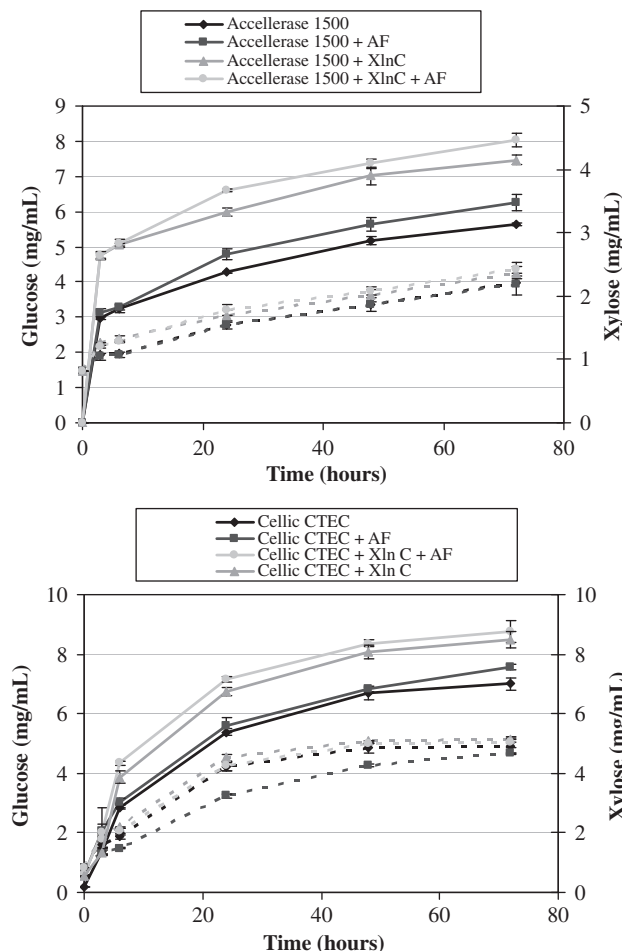 Accellerase 1500
Accellerase 1500 + AF
Accellerase 1500 + XlnC
Accellerase 1500 + XlnC + AF
9
8
7
6
5
4
3
2
1
0
Glucose (mg/mL)
5
4
3
2
1
0
Xylose (mg/mL)
0 20 40 60 80
Time (hours)
Cellic CTEC
Cellic CTEC + AF
Cellic CTEC + Xln C + AF
Cellic CTEC + Xln C
10
8
6
4
2
0
Glucose (mg/mL)
10
8
6
4
2
0
Xylose (mg/mL)
0 20 40 60 80
Time (hours)